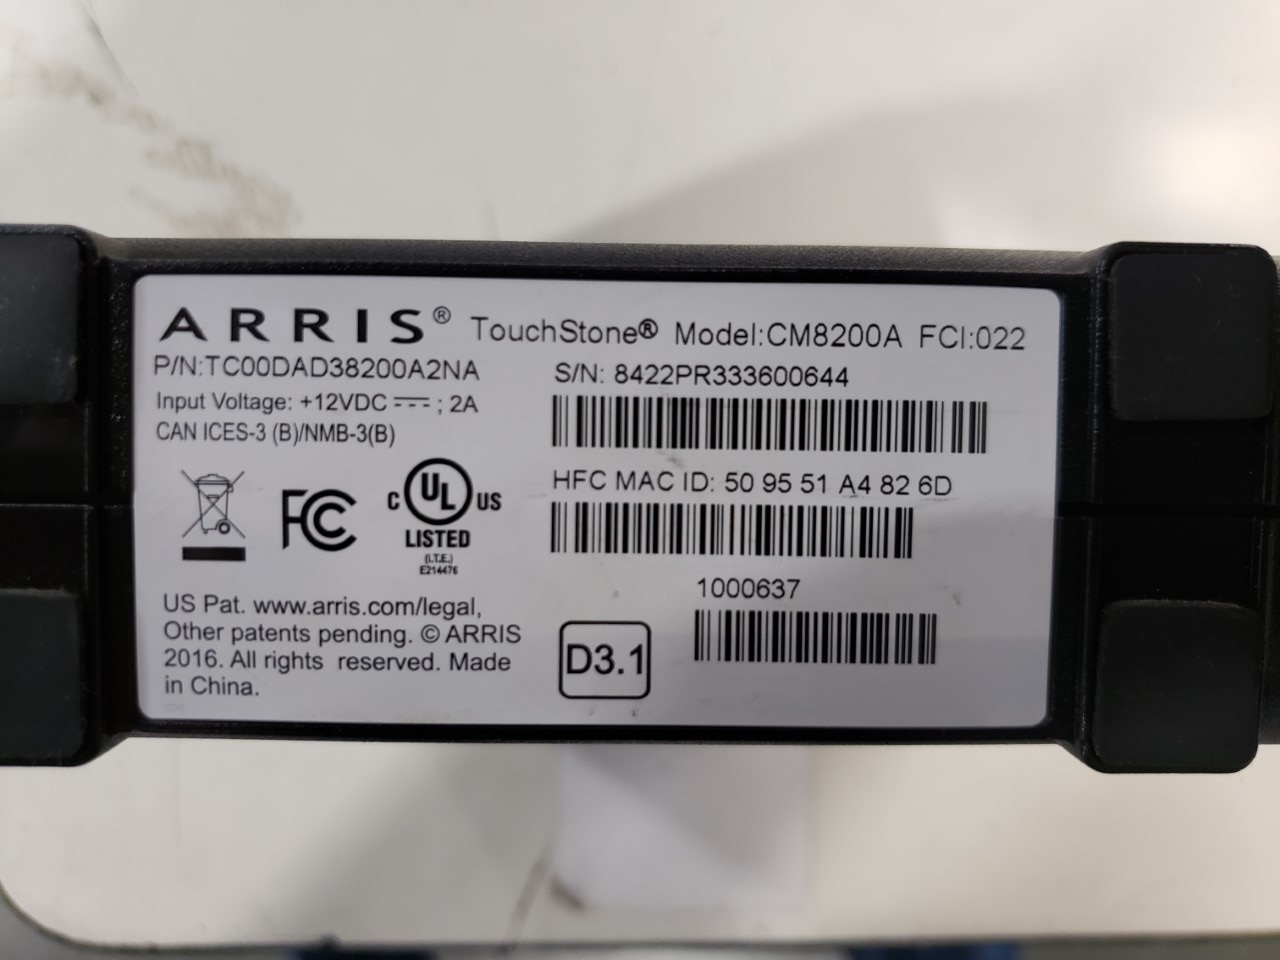 ARRIS® TouchStone® Model:CM8200A FCI:022
P/N:TC00DAD38200A2NA
Input Voltage: +12VDC ⎓ ; 2A
CAN ICES-3 (B)/NMB-3(B)
S/N: 8422PR333600644
HFC MAC ID: 50 95 51 A4 82 6D
FC
C UL US
LISTED
(I.T.E.)
E214476
1000637
US Pat. www.arris.com/legal,
Other patents pending. © ARRIS
2016. All rights reserved. Made
in China.
D3.1